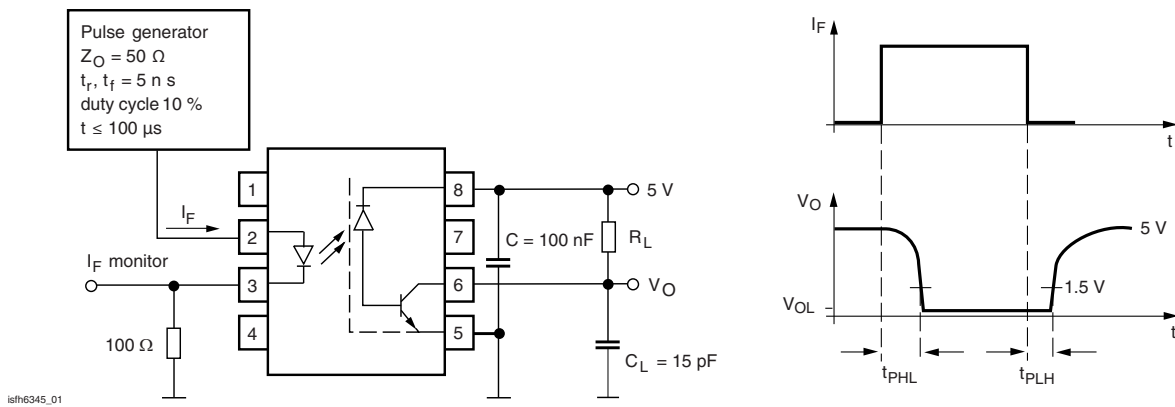 Pulse generator
Z_O = 50 Ω
t_r, t_f = 5 n s
duty cycle 10 %
t ≤ 100 µs
1
I_F
2
I_F monitor
3
4
100 Ω
8
5 V
7
C = 100 nF
R_L
6
V_O
5
C_L = 15 pF
isfh6345_01
I_F
t
V_O
5 V
1.5 V
V_OL
t
t_PHL
t_PLH